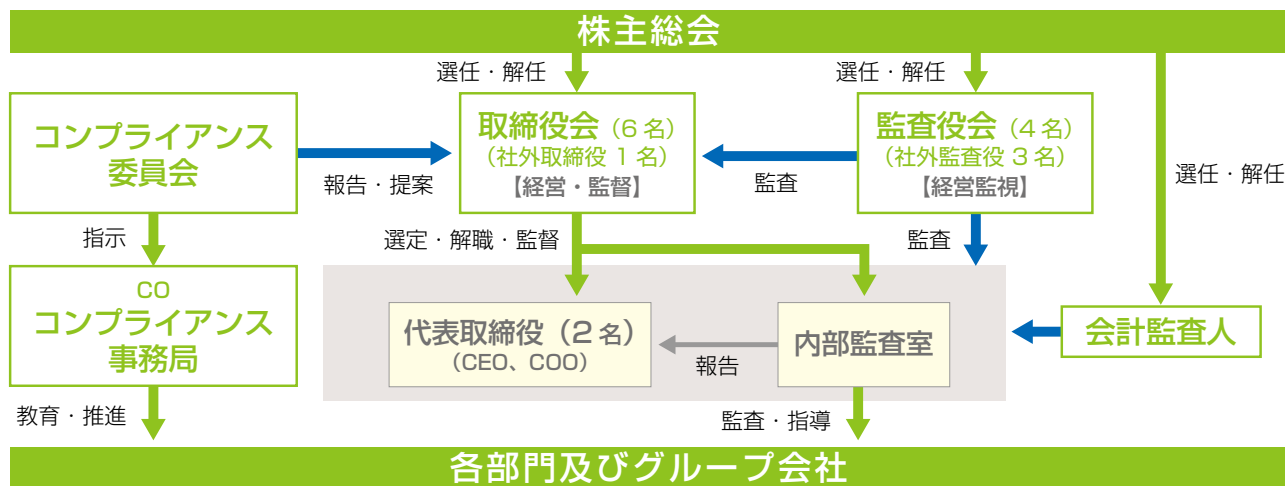 株主総会
選任・解任
選任・解任
選任・解任
コンプライアンス
委員会
報告・提案
取締役会（6 名）
（社外取締役 1 名）
【経営・監督】
監査
監査役会（4 名）
（社外監査役 3 名）
【経営監視】
指示
選定・解職・監督
監査
CO
コンプライアンス
事務局
代表取締役（2 名）
（CEO、COO）
報告
内部監査室
会計監査人
教育・推進
監査・指導
各部門及びグループ会社